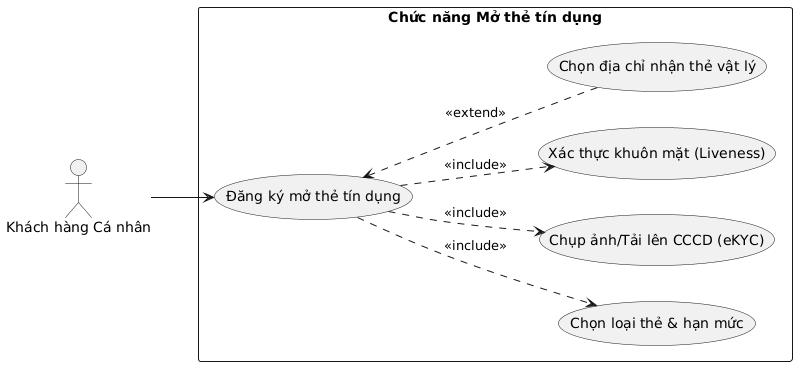 Chức năng Mở thẻ tín dụng
Chọn địa chỉ nhận thẻ vật lý
«extend»
Xác thực khuôn mặt (Liveness)
«include»
Đăng ký mở thẻ tín dụng
Khách hàng Cá nhân
«include»
Chụp ảnh/Tải lên CCCD (eKYC)
«include»
Chọn loại thẻ & hạn mức